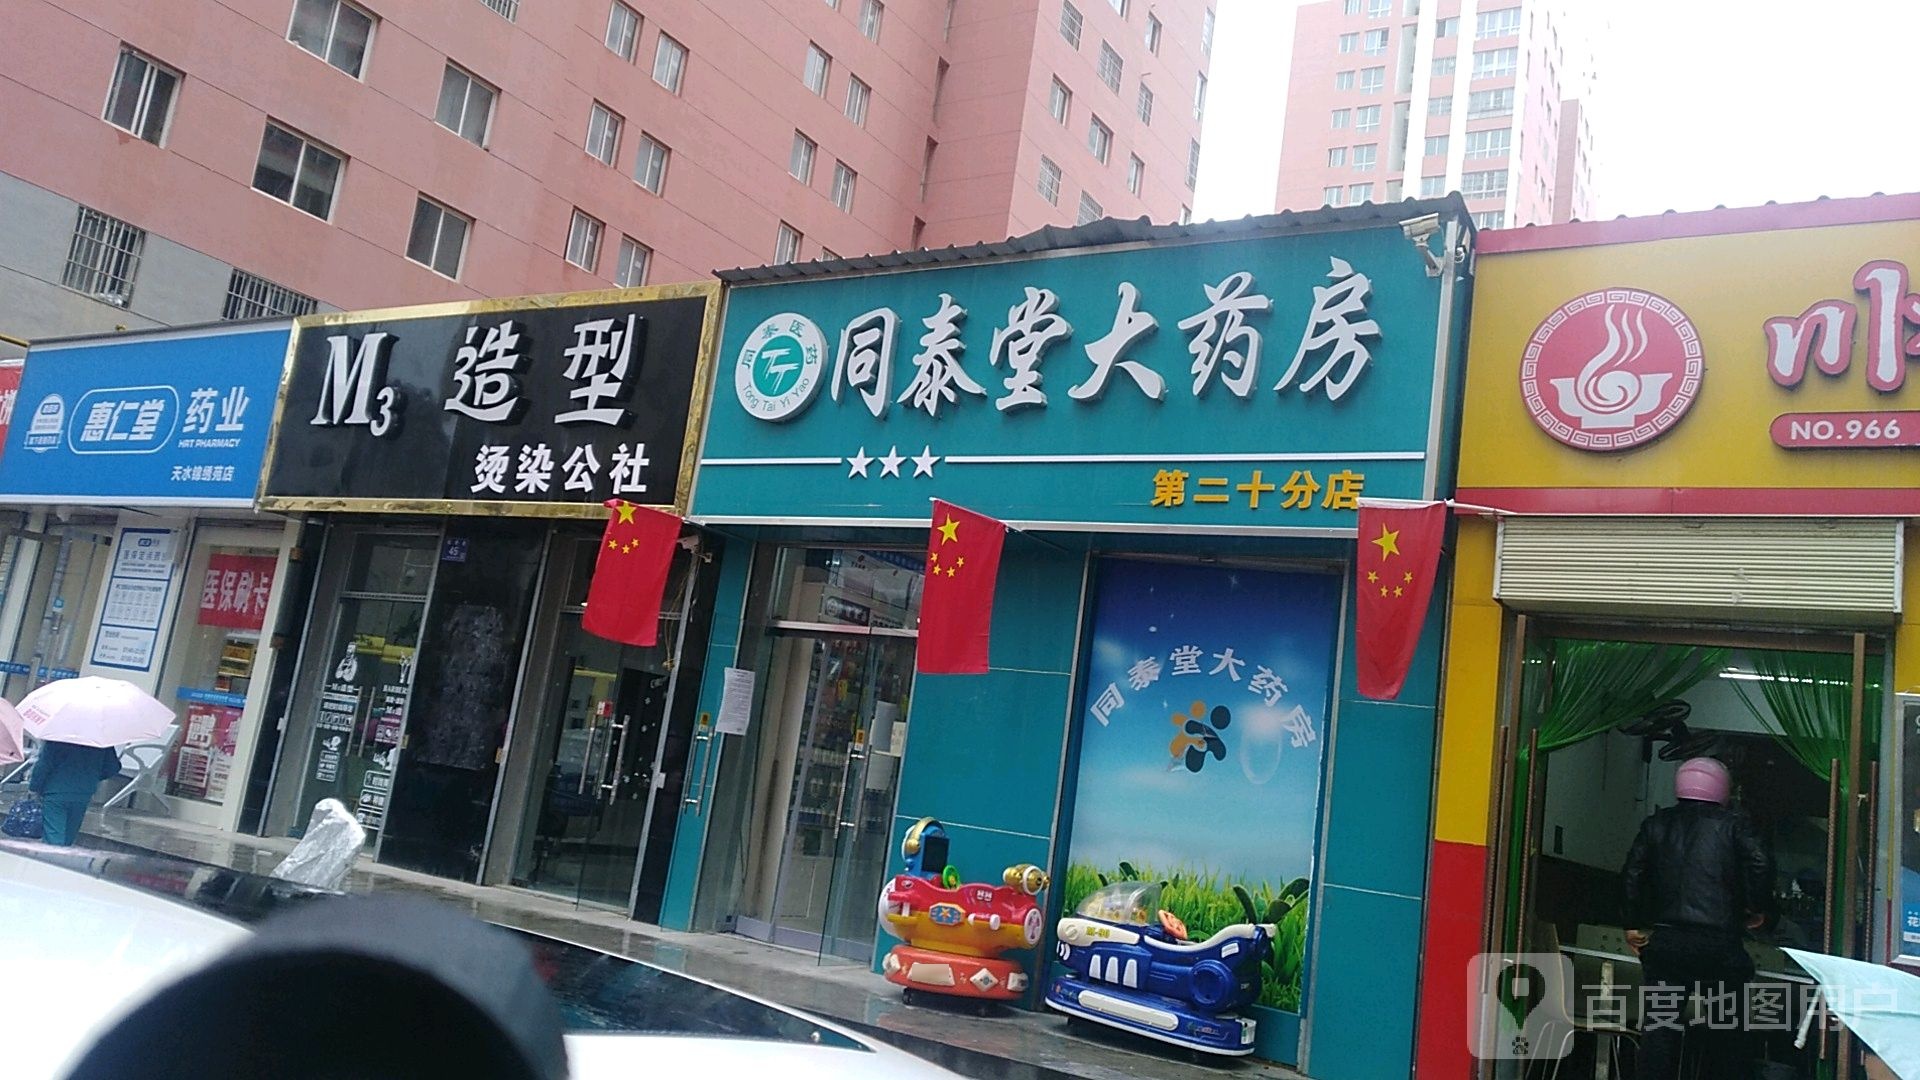 惠仁堂 药业
HRT PHARMACY
天水锦绣苑店
医保刷卡
M3 造型
烫染公社
45
同泰医药
Tong Tai Yi Yao
同泰堂大药房
★★★
第二十分店
同泰堂大药房
M-90
NO.966
百度地图用户